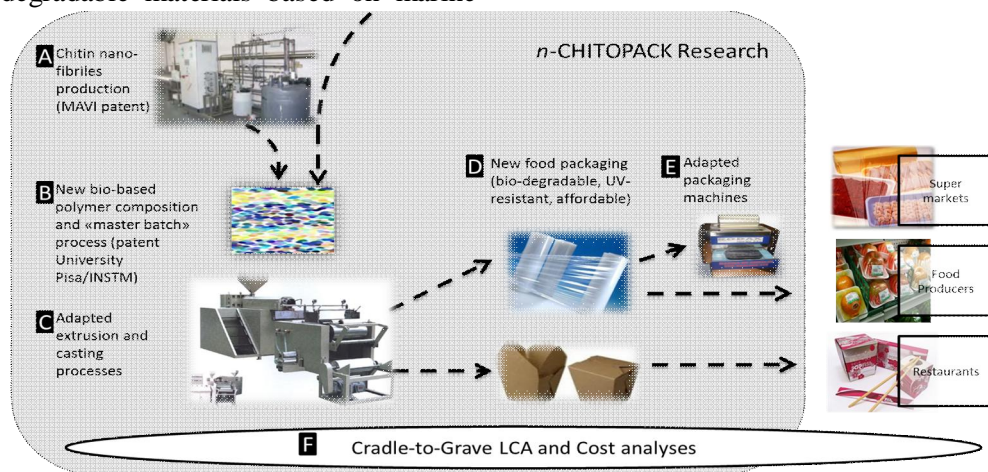 degradable materials based on marine
n-CHITOPACK Research
A Chitin nano-
fibriles
production
(MAVI patent)
B New bio-based
polymer composition
and «master batch»
process (patent
University
Pisa/INSTM)
C Adapted
extrusion and
casting
processes
D New food packaging
(bio-degradable, UV-
resistant, affordable)
E Adapted
packaging
machines
Super
markets
Food
Producers
Restaurants
F Cradle-to-Grave LCA and Cost analyses